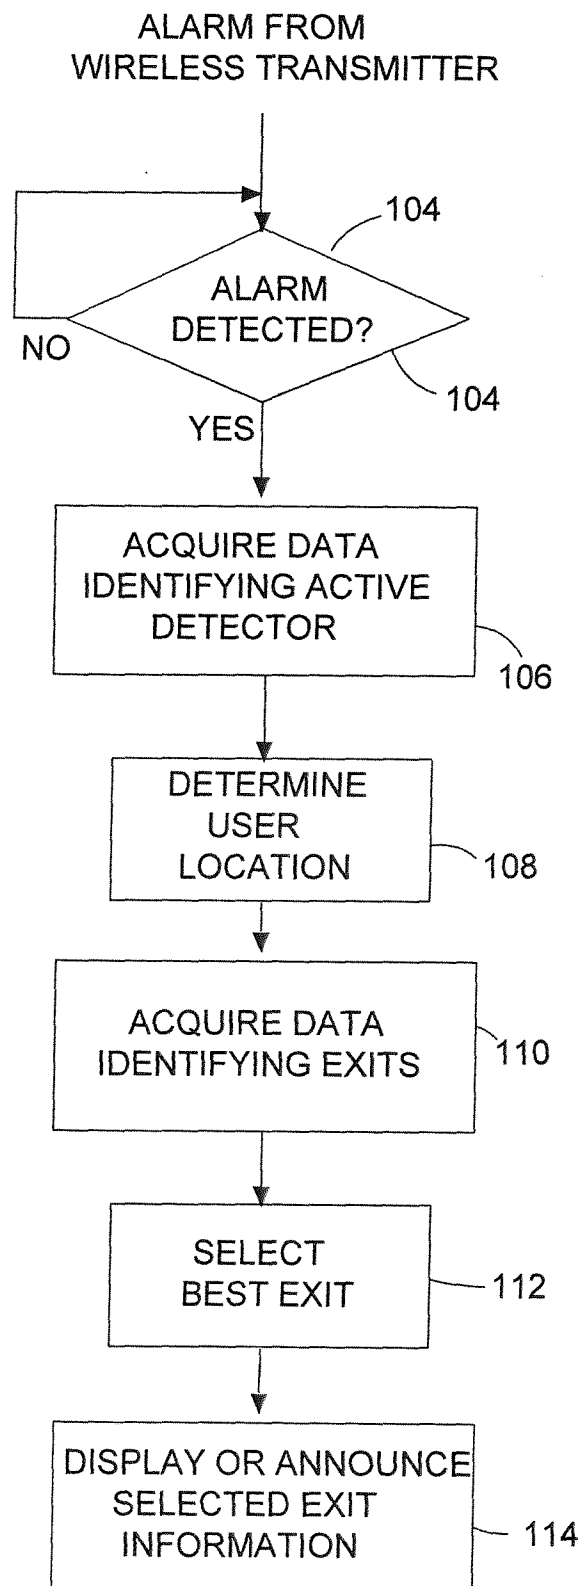 ALARM FROM
WIRELESS TRANSMITTER
104
ALARM
DETECTED?
NO
104
YES
ACQUIRE DATA
IDENTIFYING ACTIVE
DETECTOR
106
DETERMINE
USER
LOCATION
108
ACQUIRE DATA
IDENTIFYING EXITS
110
SELECT
BEST EXIT
112
DISPLAY OR ANNOUNCE
SELECTED EXIT
INFORMATION
114